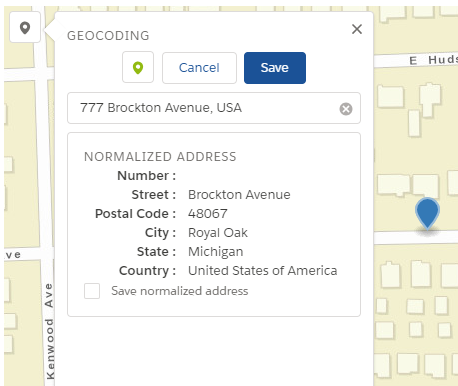 GEOCODING
E Huds
Cancel
Save
777 Brockton Avenue, USA
NORMALIZED ADDRESS
Number :
Street : Brockton Avenue
Postal Code : 48067
City : Royal Oak
State : Michigan
Country : United States of America
Save normalized address
ve
Kenwood Ave